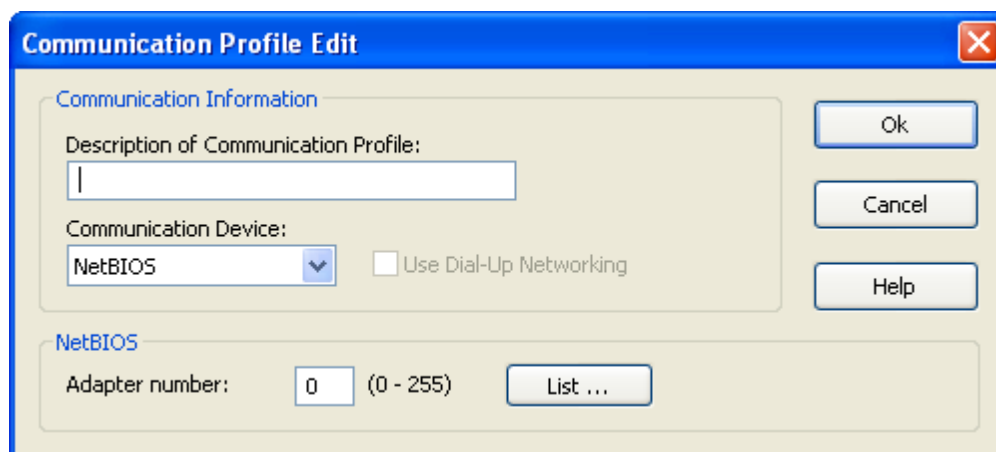 Communication Profile Edit
Communication Information
Description of Communication Profile:
Ok
Communication Device:
Cancel
NetBIOS
Use Dial-Up Networking
Help
NetBIOS
Adapter number: 0 (0 - 255) List ...